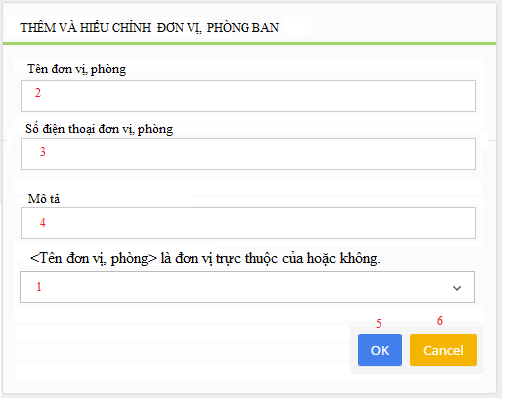 THÊM VÀ HIỆU CHỈNH ĐƠN VỊ, PHÒNG BAN
Tên đơn vị, phòng
2
Số điện thoại đơn vị, phòng
3
Mô tả
4
<Tên đơn vị, phòng> là đơn vị trực thuộc của hoặc không.
1
5 6
OK Cancel